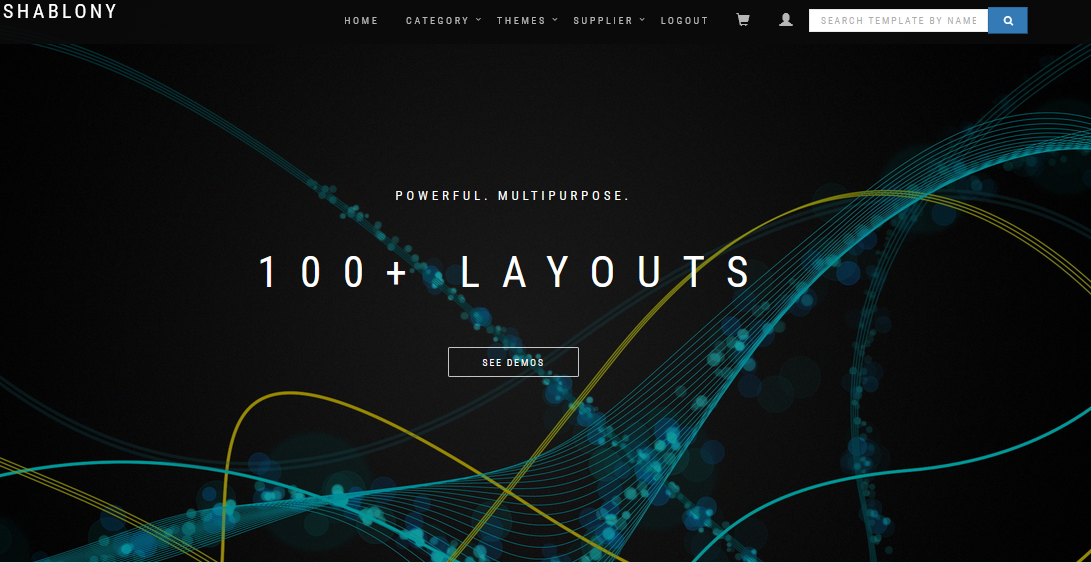 SHABLONY
HOME CATEGORY THEMES SUPPLIER LOGOUT SEARCH TEMPLATE BY NAME
POWERFUL. MULTIPURPOSE.
100+ LAYOUTS
SEE DEMOS